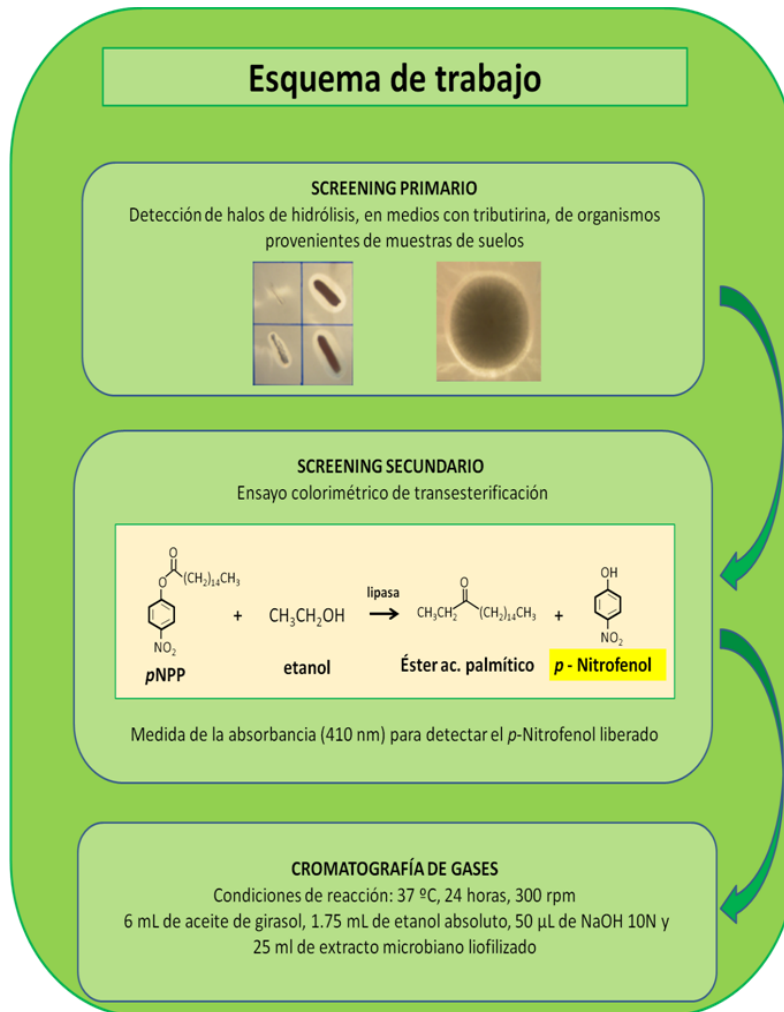 Esquema de trabajo
SCREENING PRIMARIO
Detección de halos de hidrólisis, en medios con tributirina, de organismos
provenientes de muestras de suelos
SCREENING SECUNDARIO
Ensayo colorimétrico de transesterificación
O
O
(CH₂)₁₄CH₃
NO₂
pNPP
+
CH₃CH₂OH
etanol
lipasa
O
CH₃CH₂
(CH₂)₁₄CH₃
Éster ac. palmítico
+
OH
NO₂
p - Nitrofenol
Medida de la absorbancia (410 nm) para detectar el p-Nitrofenol liberado
CROMATOGRAFÍA DE GASES
Condiciones de reacción: 37 ºC, 24 horas, 300 rpm
6 mL de aceite de girasol, 1.75 mL de etanol absoluto, 50 µL de NaOH 10N y
25 ml de extracto microbiano liofilizado